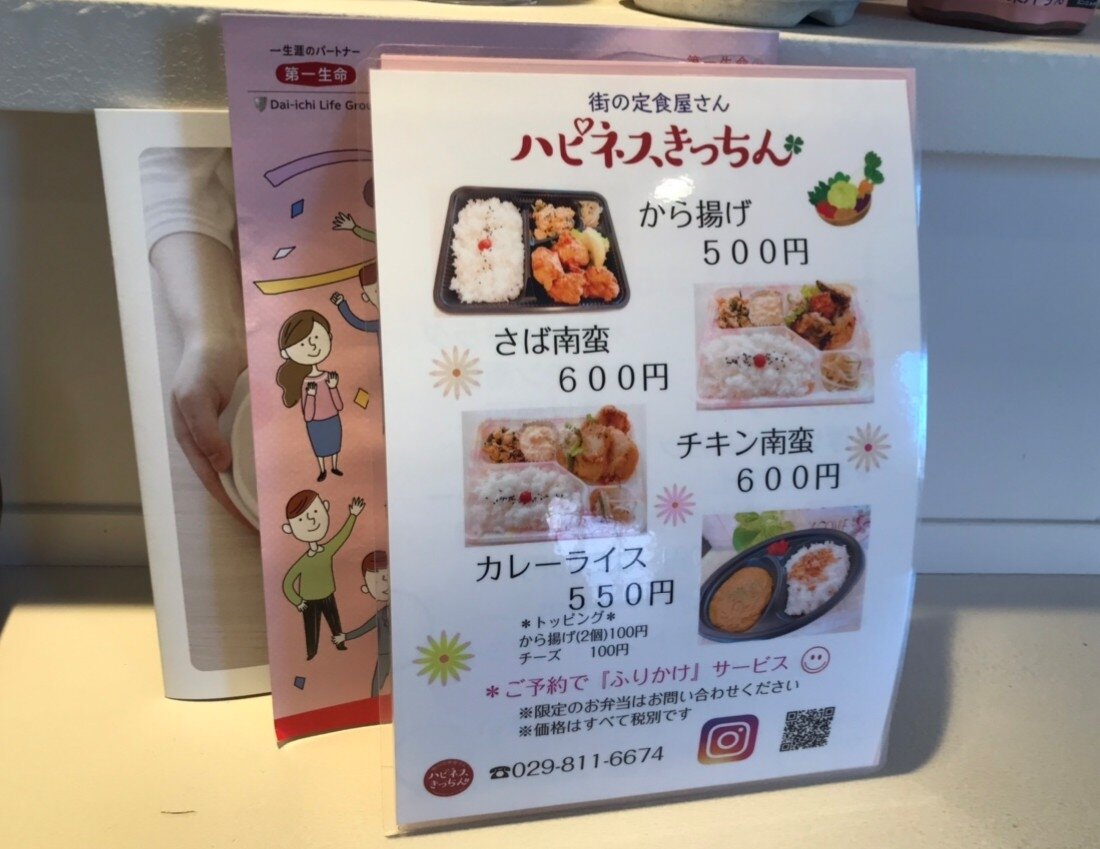 一生涯のパートナー
第一生命
Dai-ichi Life Grou
第一生命
街の定食屋さん
ハピネスきっちん
から揚げ
500円
さば南蛮
600円
チキン南蛮
600円
カレーライス
550円
*トッピング*
から揚げ(2個)100円
チーズ 100円
*ご予約で『ふりかけ』サービス
※限定のお弁当はお問い合わせください
※価格はすべて税別です
☎029-811-6674
ハピネス
きっちん